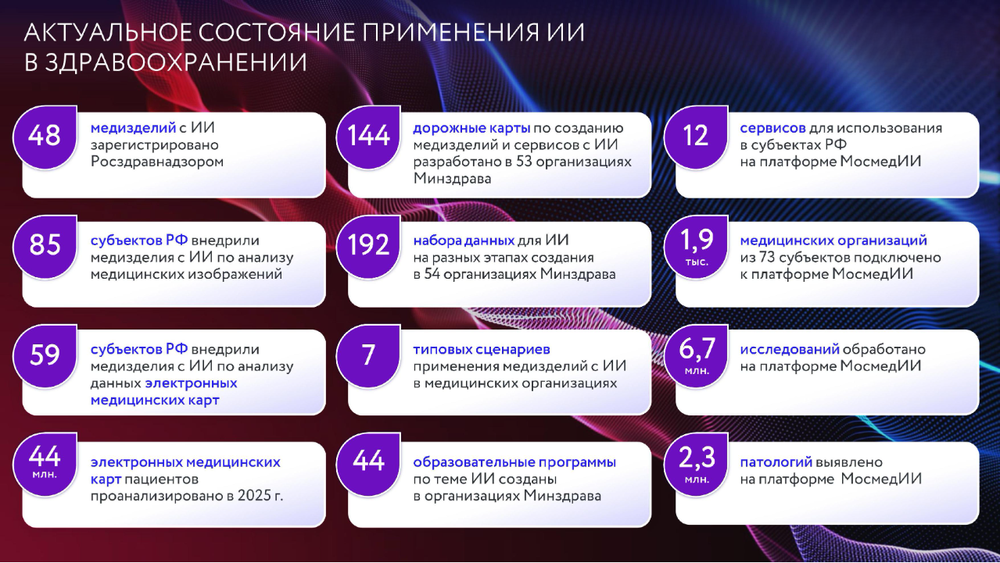 АКТУАЛЬНОЕ СОСТОЯНИЕ ПРИМЕНЕНИЯ ИИ
В ЗДРАВООХРАНЕНИИ
48
медизделий с ИИ
зарегистрировано
Росздравнадзором
144
дорожные карты по созданию
медизделий и сервисов с ИИ
разработано в 53 организациях
Минздрава
12
сервисов для использования
в субъектах РФ
на платформе МосмедИИ
85
субъектов РФ внедрили
медизделия с ИИ по анализу
медицинских изображений
192
набора данных для ИИ
на разных этапах создания
в 54 организациях Минздрава
1,9
тыс.
медицинских организаций
из 73 субъектов подключено
к платформе МосмедИИ
59
субъектов РФ внедрили
медизделия с ИИ по анализу
данных электронных
медицинских карт
7
типовых сценариев
применения медизделий с ИИ
в медицинских организациях
6,7
млн.
исследований обработано
на платформе МосмедИИ
44
млн.
электронных медицинских
карт пациентов
проанализировано в 2025 г.
44
образовательные программы
по теме ИИ созданы
в организациях Минздрава
2,3
млн.
патологий выявлено
на платформе МосмедИИ